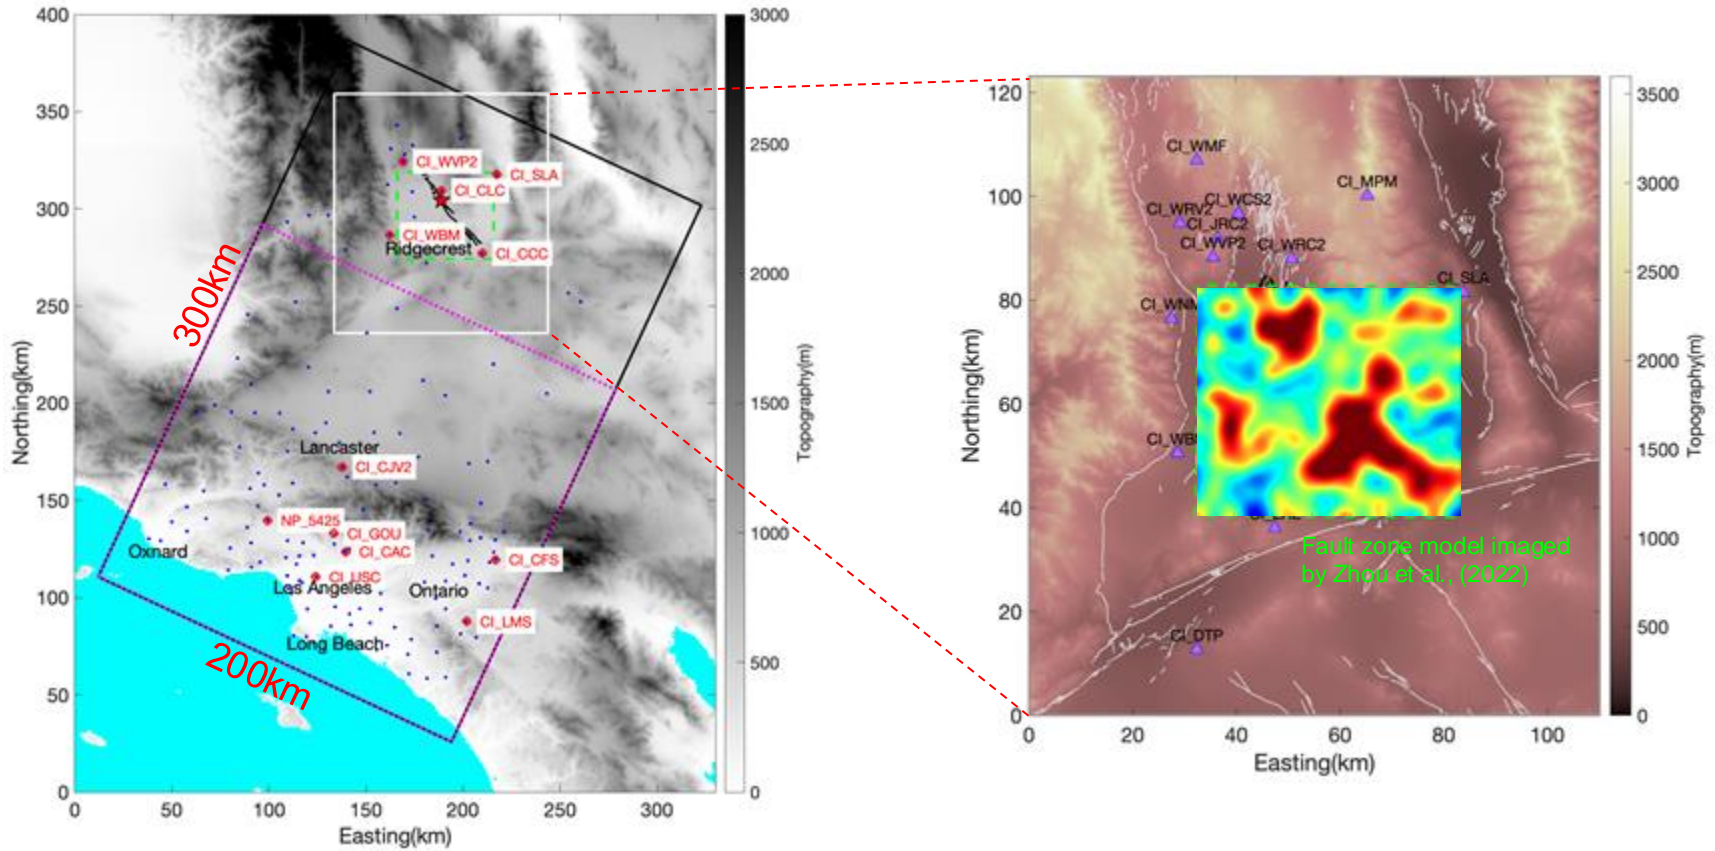 400
350
300
250
200
150
100
50
0
0
50
100
150
200
250
300
Northing(km)
Easting(km)
300km
200km
CI_WVP2
CI_SLA
CI_CLC
CI_WBM
Ridgecrest
CI_CCC
Lancaster
CI_CJV2
NP_5425
CI_GOU
CI_CAC
CI_CFS
Oxnard
CI_USC
Los Angeles
Ontario
CI_LMS
Long Beach
3000
2500
2000
1500
1000
500
0
Topography(m)
120
100
80
60
40
20
0
0
20
40
60
80
100
Northing(km)
Easting(km)
CI_WMF
CI_MPM
CI_WCS2
CI_WRV2
CI_JRC2
CI_WVP2
CI_WRC2
CI_SLA
CI_WNM
CI_DTP
Fault zone model imaged
by Zhou et al., (2022)
3500
3000
2500
2000
1500
1000
500
0
Topography(m)